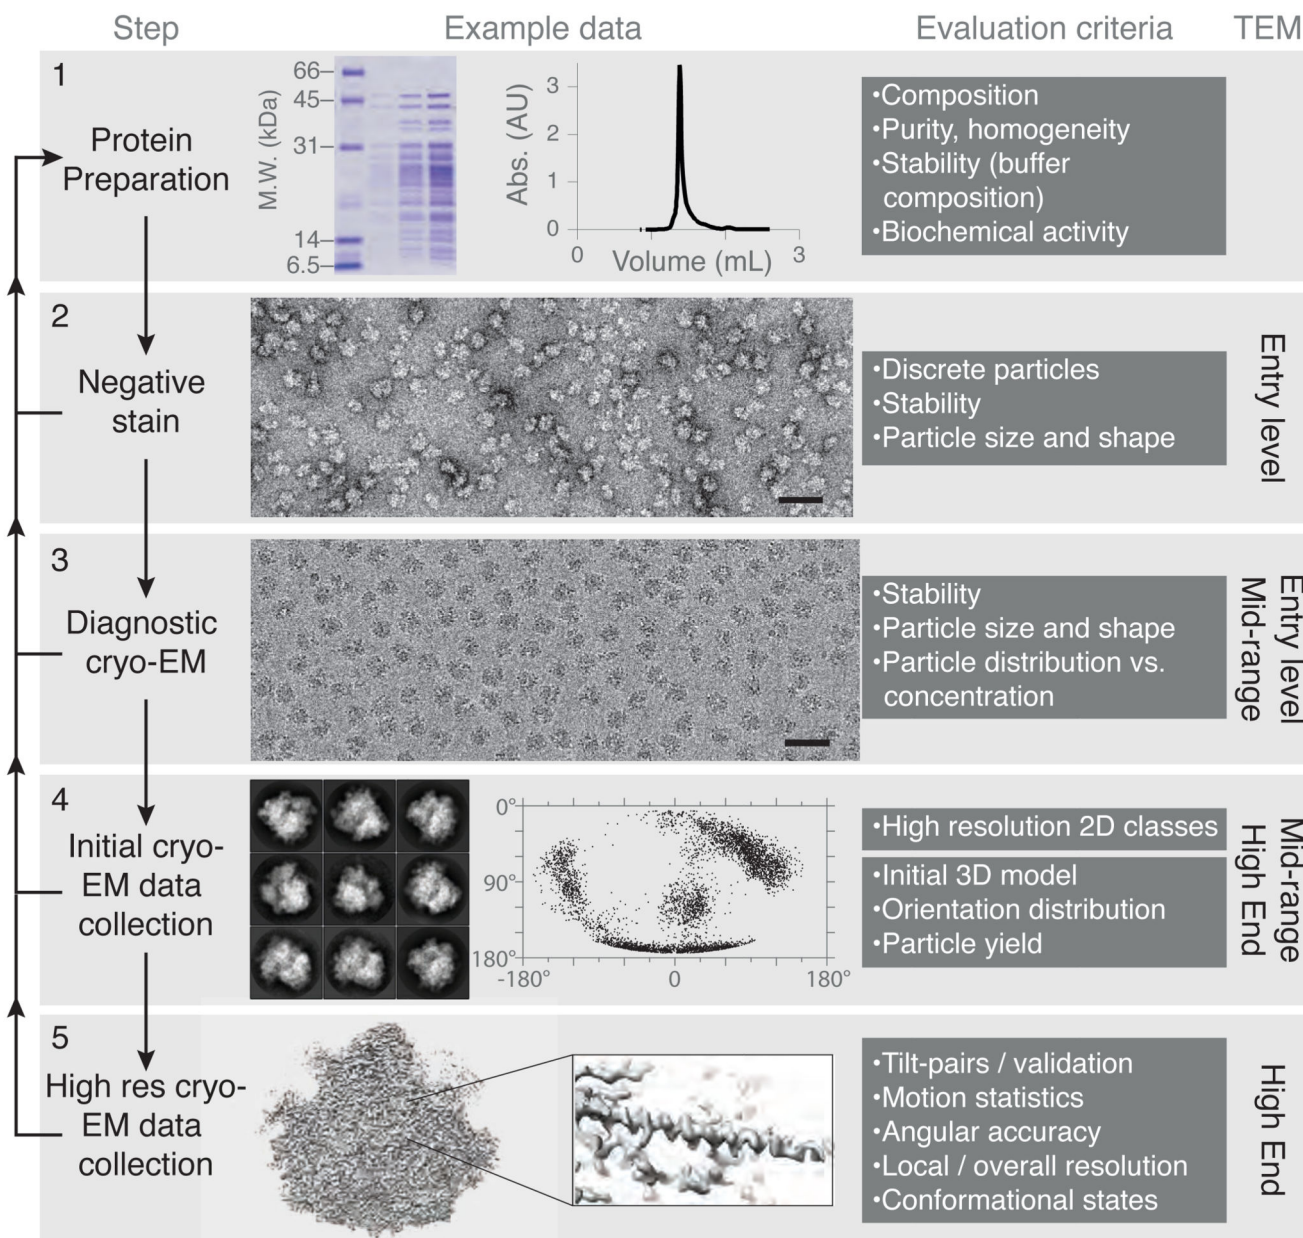 Step
Example data
Evaluation criteria
TEM
1
Protein
Preparation
M.W. (kDa)
66
45
31
14
6.5
Abs. (AU)
3
2
1
0
0
3
Volume (mL)
•Composition
•Purity, homogeneity
•Stability (buffer
composition)
•Biochemical activity
2
Negative
stain
•Discrete particles
•Stability
•Particle size and shape
Entry level
3
Diagnostic
cryo-EM
•Stability
•Particle size and shape
•Particle distribution vs.
concentration
Entry level
Mid-range
4
Initial cryo-
EM data
collection
0°
90°
180°
-180°
0
180°
•High resolution 2D classes
•Initial 3D model
•Orientation distribution
•Particle yield
Mid-range
High End
5
High res cryo-
EM data
collection
•Tilt-pairs / validation
•Motion statistics
•Angular accuracy
•Local / overall resolution
•Conformational states
High End